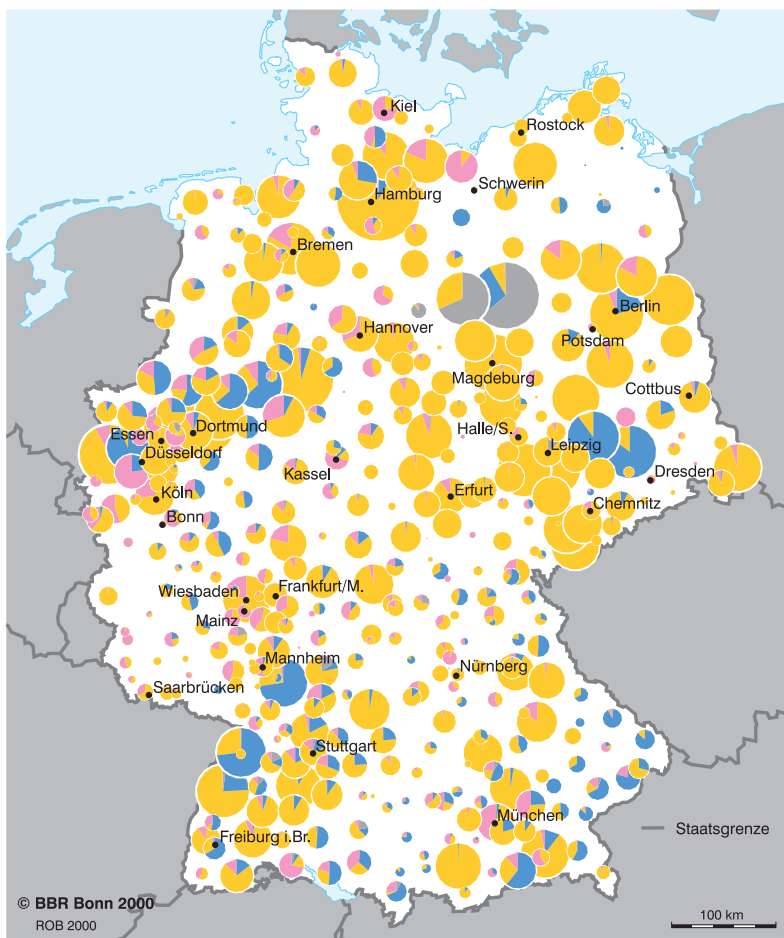 Kiel
Rostock
Schwerin
Hamburg
Bremen
Berlin
Hannover
Potsdam
Magdeburg
Cottbus
Halle/S.
Leipzig
Dortmund
Essen
Düsseldorf
Kassel
Dresden
Erfurt
Köln
Chemnitz
Bonn
Wiesbaden
Frankfurt/M.
Mainz
Mannheim
Nürnberg
Saarbrücken
Stuttgart
München
Staatsgrenze
Freiburg i.Br.
© BBR Bonn 2000
ROB 2000
100 km